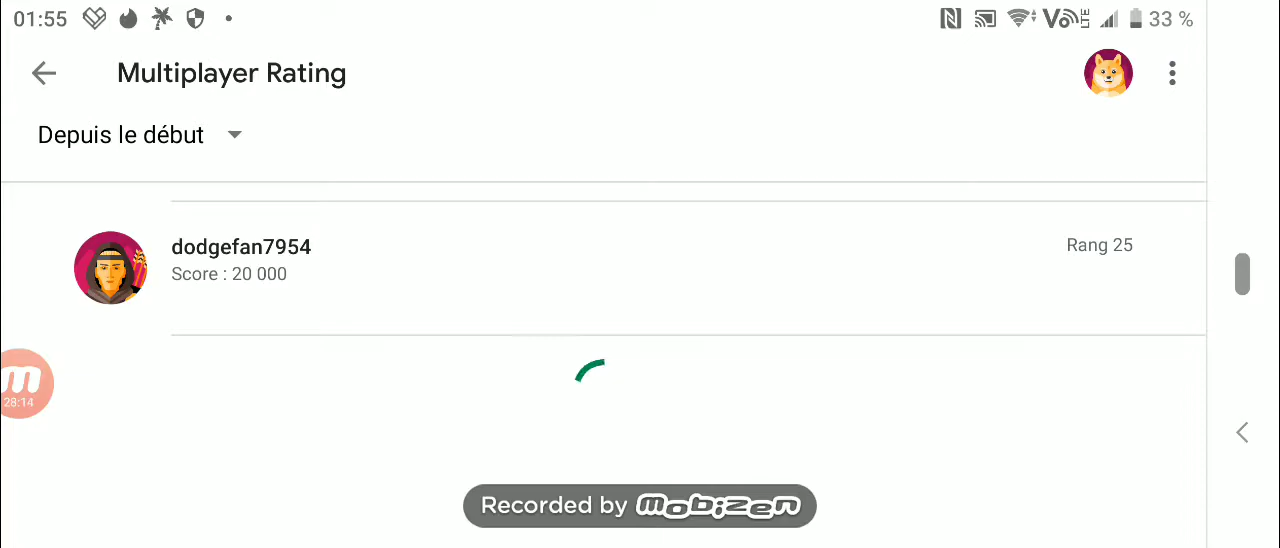 01:55
LTE 33 %
Multiplayer Rating
Depuis le début
dodgefan7954
Rang 25
Score : 20 000
m
28:14
Recorded by mobizen